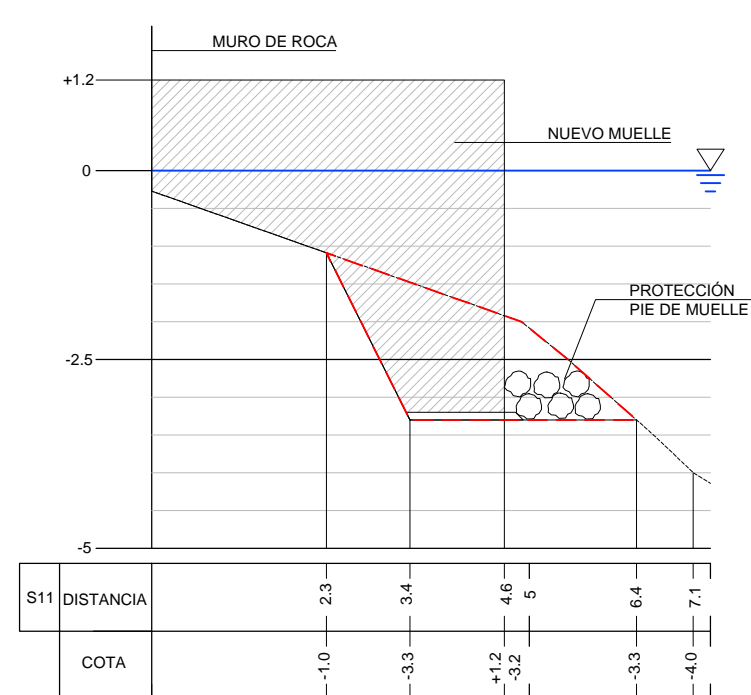 MURO DE ROCA
+1.2
NUEVO MUELLE
0
PROTECCIÓN
PIE DE MUELLE
-2.5
-5
S11 DISTANCIA 2.3 3.4 4.6 5 6.4 7.1
COTA -1.0 -3.3 +1.2 -3.2 -3.3 -4.0